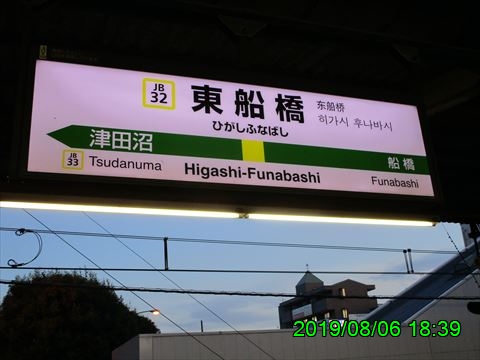 JB
32
東船橋
东船桥
히가시 후나바시
ひがしふなばし
津田沼
船橋
JB
33
Tsudanuma
Higashi-Funabashi
Funabashi
2019/08/06 18:39